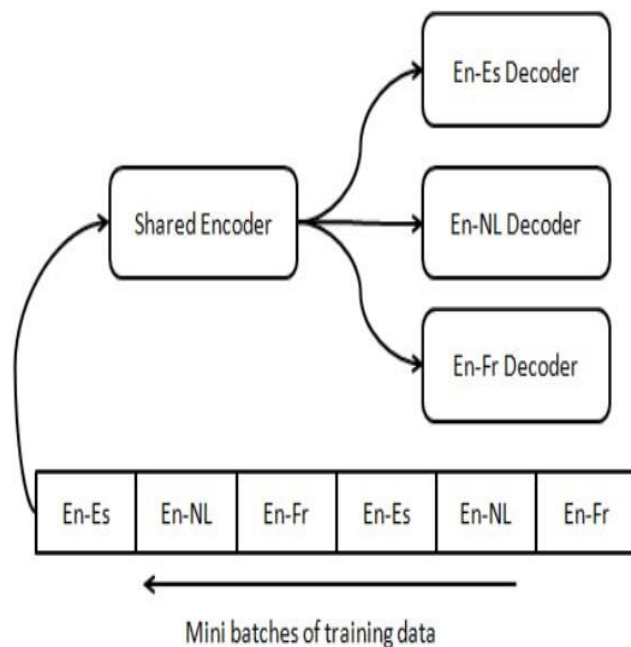 En-Es Decoder
Shared Encoder
En-NL Decoder
En-Fr Decoder
En-Es En-NL En-Fr En-Es En-NL En-Fr
Mini batches of training data